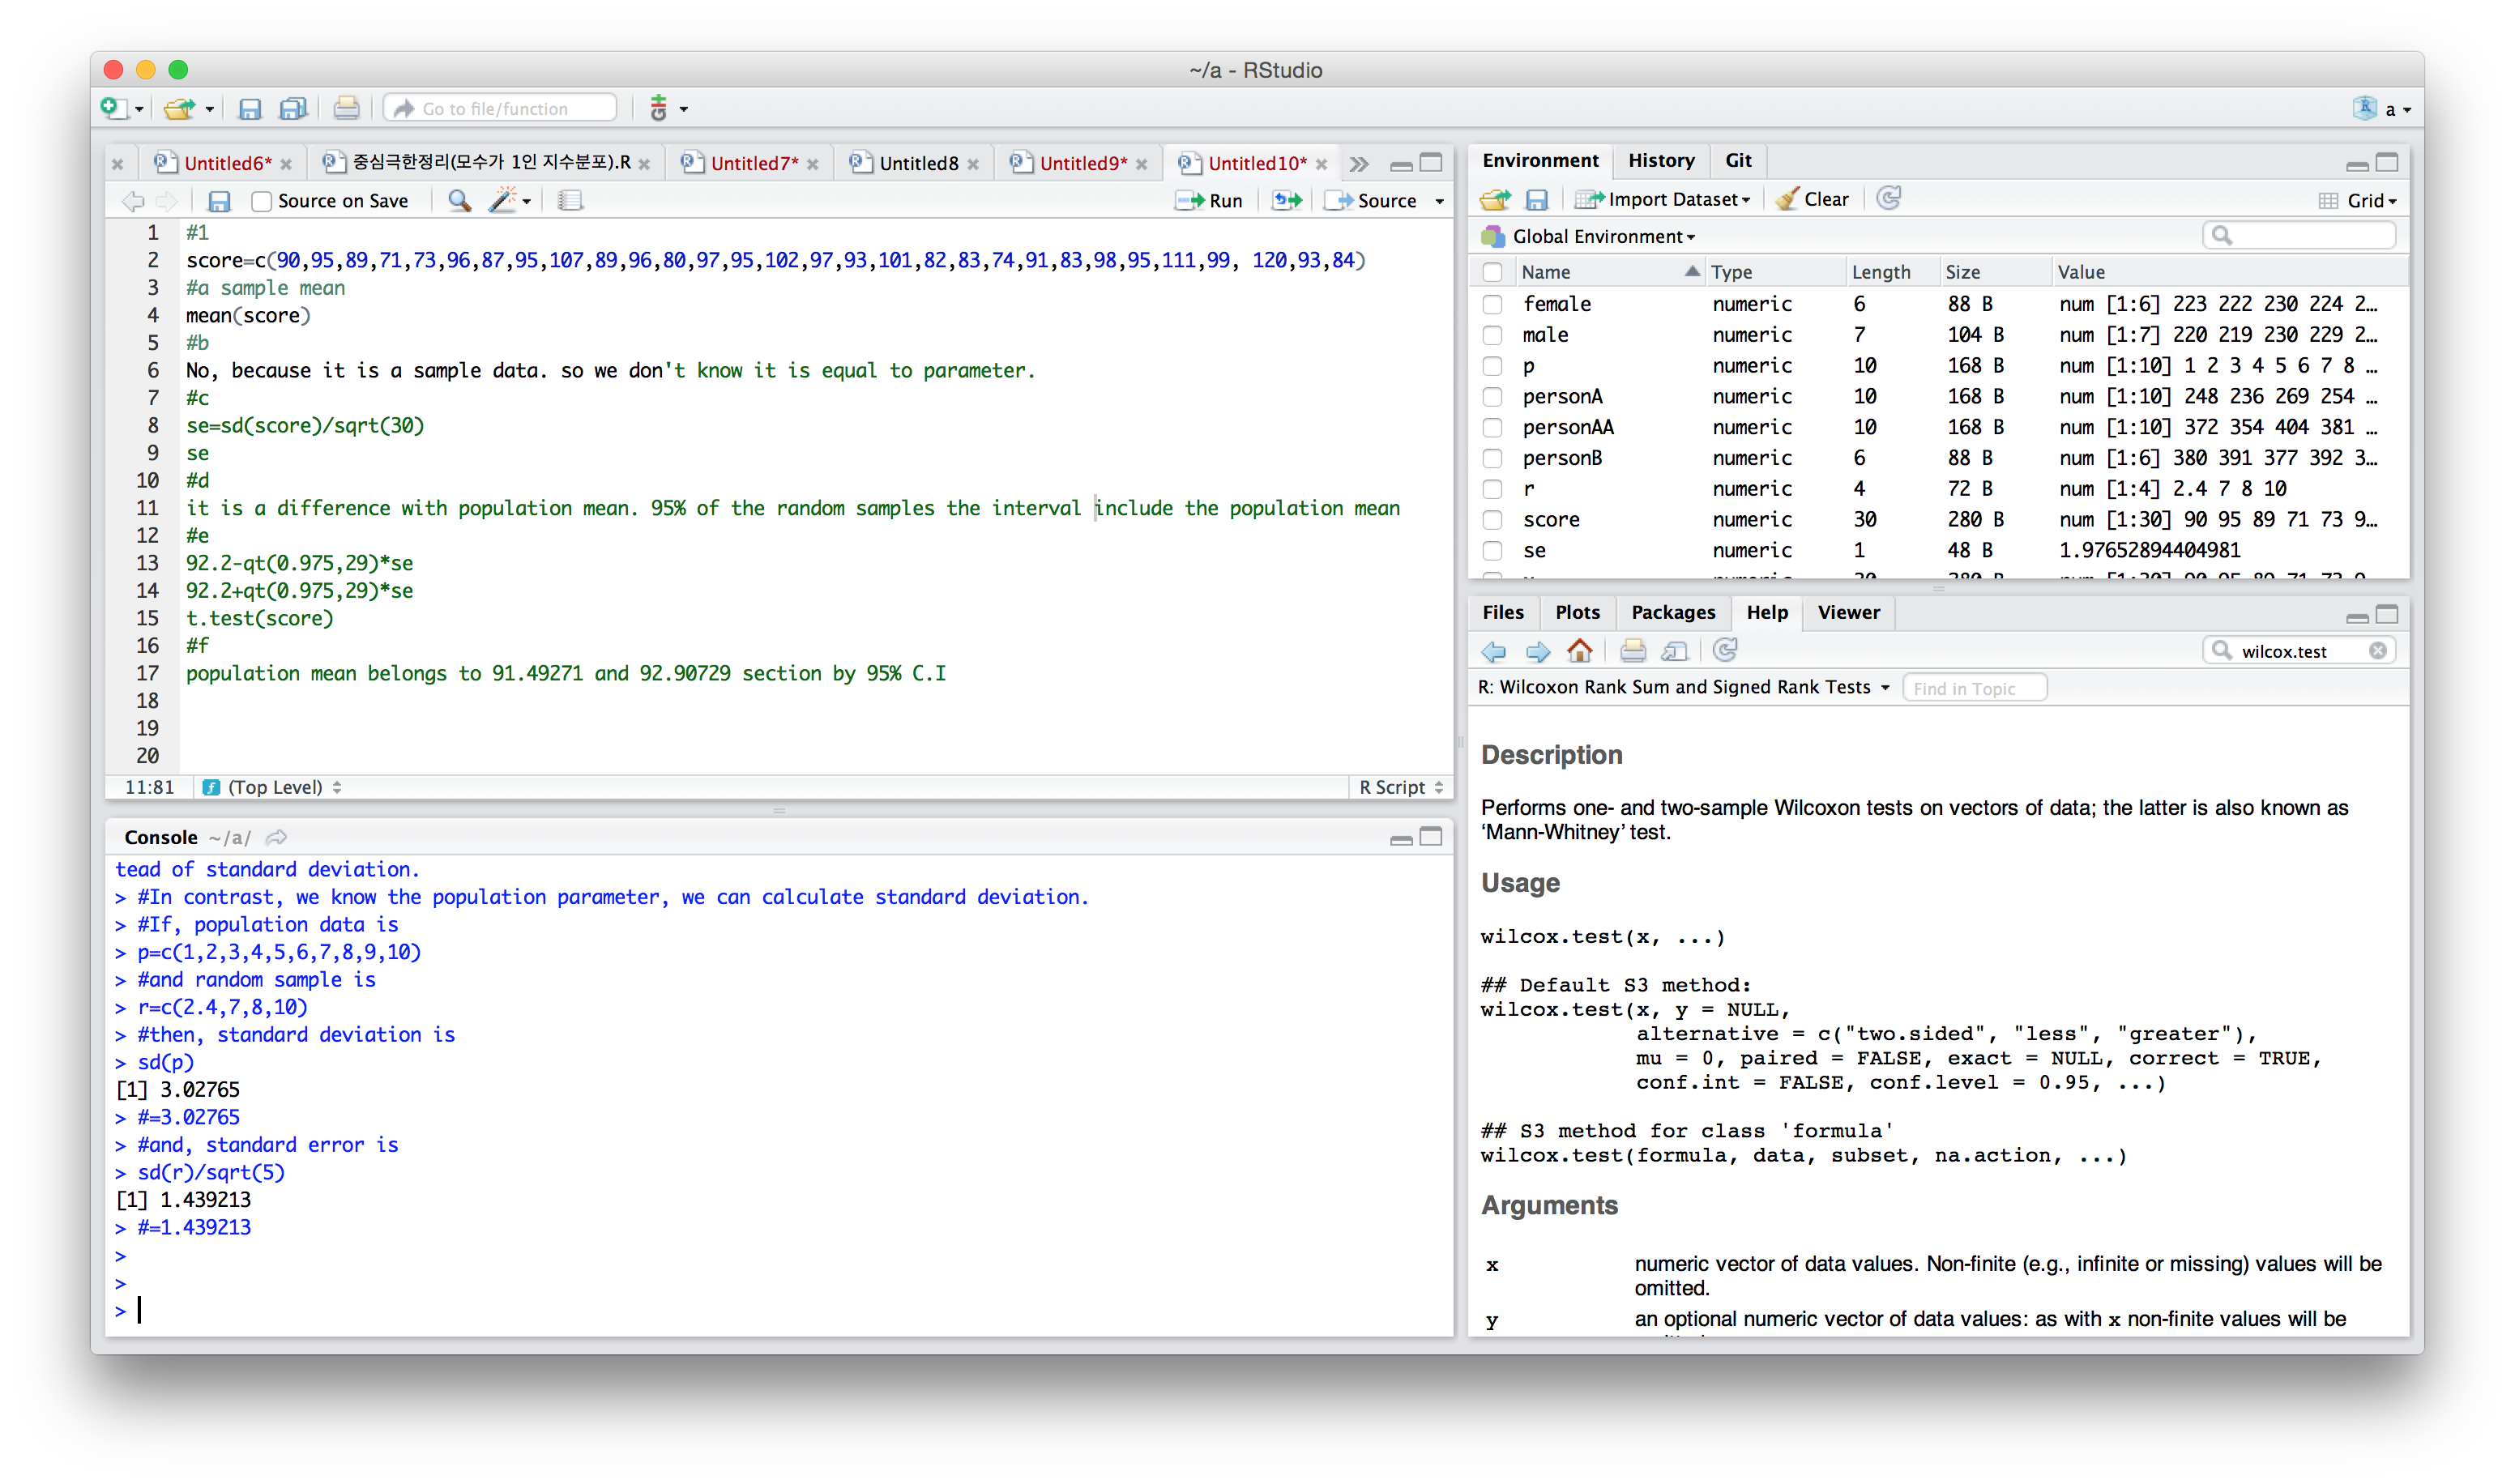 ~/a - RStudio
Go to file/function
a
Untitled6*
중심극한정리(모수가 1인 지수분포).R
Untitled7*
Untitled8
Untitled9*
Untitled10*
Source on Save
Run
Source
1 #1
2 score=c(90,95,89,71,73,96,87,95,107,89,96,80,97,95,102,97,93,101,82,83,74,91,83,98,95,111,99, 120,93,84)
3 #a sample mean
4 mean(score)
5 #b
6 No, because it is a sample data. so we don't know it is equal to parameter.
7 #c
8 se=sd(score)/sqrt(30)
9 se
10 #d
11 it is a difference with population mean. 95% of the random samples the interval include the population mean
12 #e
13 92.2-qt(0.975,29)*se
14 92.2+qt(0.975,29)*se
15 t.test(score)
16 #f
17 population mean belongs to 91.49271 and 92.90729 section by 95% C.I
18
19
20
11:81 (Top Level) R Script
Console ~/a/
tead of standard deviation.
> #In contrast, we know the population parameter, we can calculate standard deviation.
> #If, population data is
> p=c(1,2,3,4,5,6,7,8,9,10)
> #and random sample is
> r=c(2.4,7,8,10)
> #then, standard deviation is
> sd(p)
[1] 3.02765
> #=3.02765
> #and, standard error is
> sd(r)/sqrt(5)
[1] 1.439213
> #=1.439213
>
>
>
Environment History Git
Import Dataset Clear Grid
Global Environment
Name Type Length Size Value
female numeric 6 88 B num [1:6] 223 222 230 224 2…
male numeric 7 104 B num [1:7] 220 219 230 229 2…
p numeric 10 168 B num [1:10] 1 2 3 4 5 6 7 8 …
personA numeric 10 168 B num [1:10] 248 236 269 254 …
personAA numeric 10 168 B num [1:10] 372 354 404 381 …
personB numeric 6 88 B num [1:6] 380 391 377 392 3…
r numeric 4 72 B num [1:4] 2.4 7 8 10
score numeric 30 280 B num [1:30] 90 95 89 71 73 9…
se numeric 1 48 B 1.97652894404981
Files Plots Packages Help Viewer
wilcox.test
R: Wilcoxon Rank Sum and Signed Rank Tests Find in Topic
Description
Performs one- and two-sample Wilcoxon tests on vectors of data; the latter is also known as
‘Mann-Whitney’ test.
Usage
wilcox.test(x, ...)
## Default S3 method:
wilcox.test(x, y = NULL,
alternative = c("two.sided", "less", "greater"),
mu = 0, paired = FALSE, exact = NULL, correct = TRUE,
conf.int = FALSE, conf.level = 0.95, ...)
## S3 method for class 'formula'
wilcox.test(formula, data, subset, na.action, ...)
Arguments
x numeric vector of data values. Non-finite (e.g., infinite or missing) values will be
omitted.
y an optional numeric vector of data values: as with x non-finite values will be